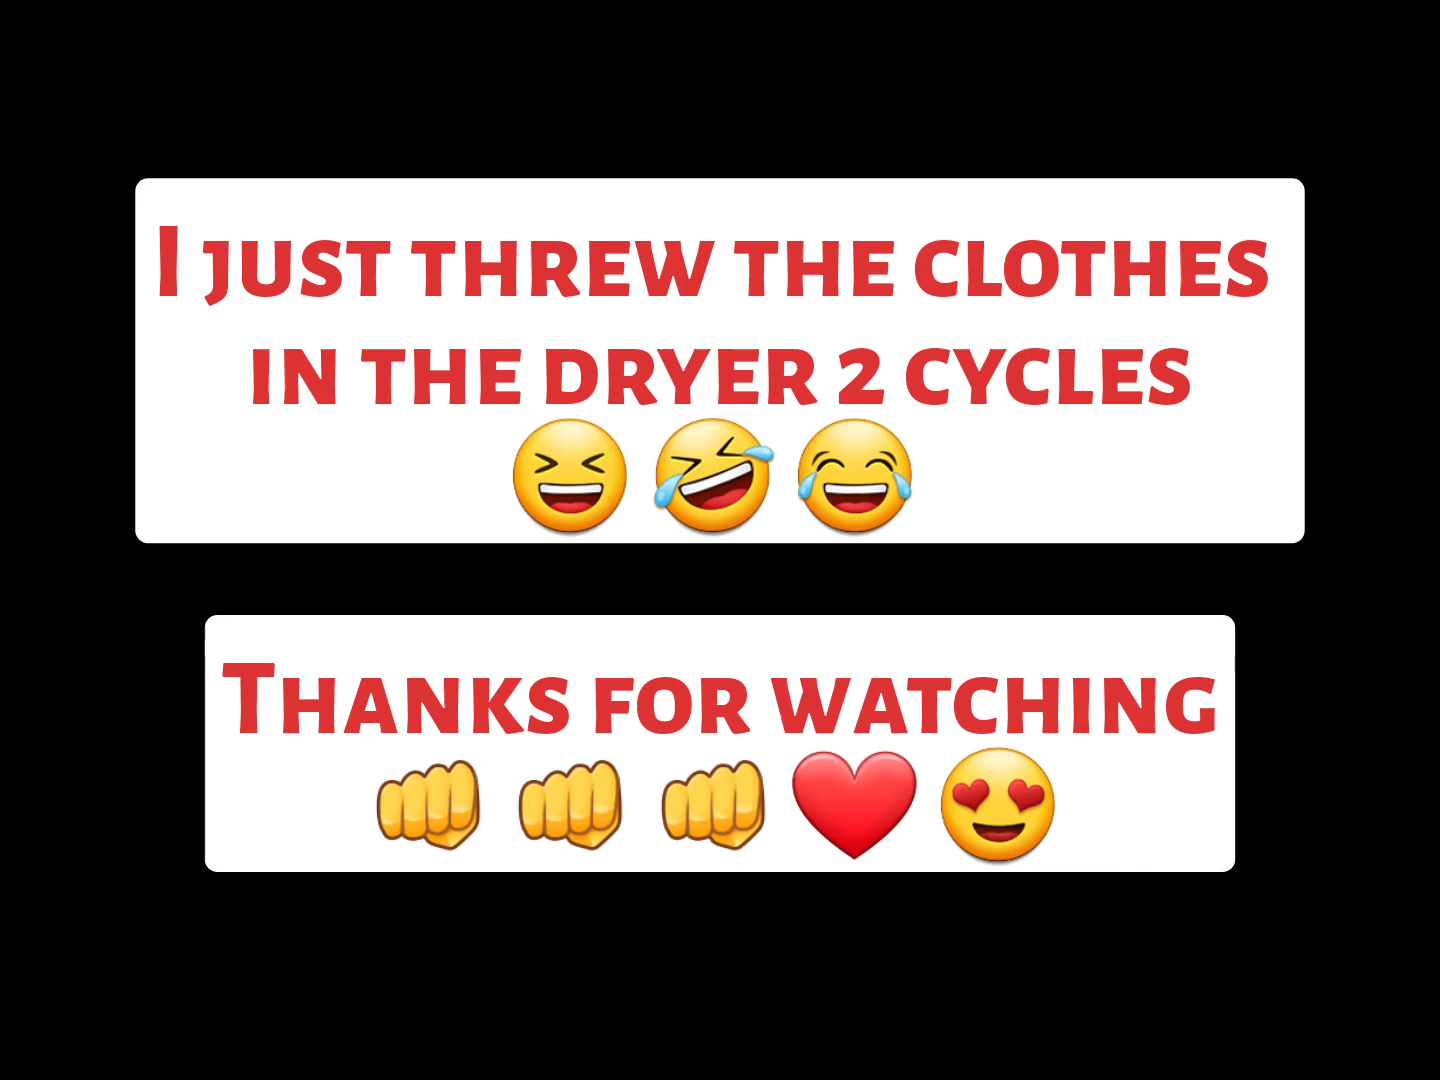 I just threw the clothes
in the dryer 2 cycles
😆 🤣 😂
Thanks for watching
👊 👊 👊 ❤️ 😍